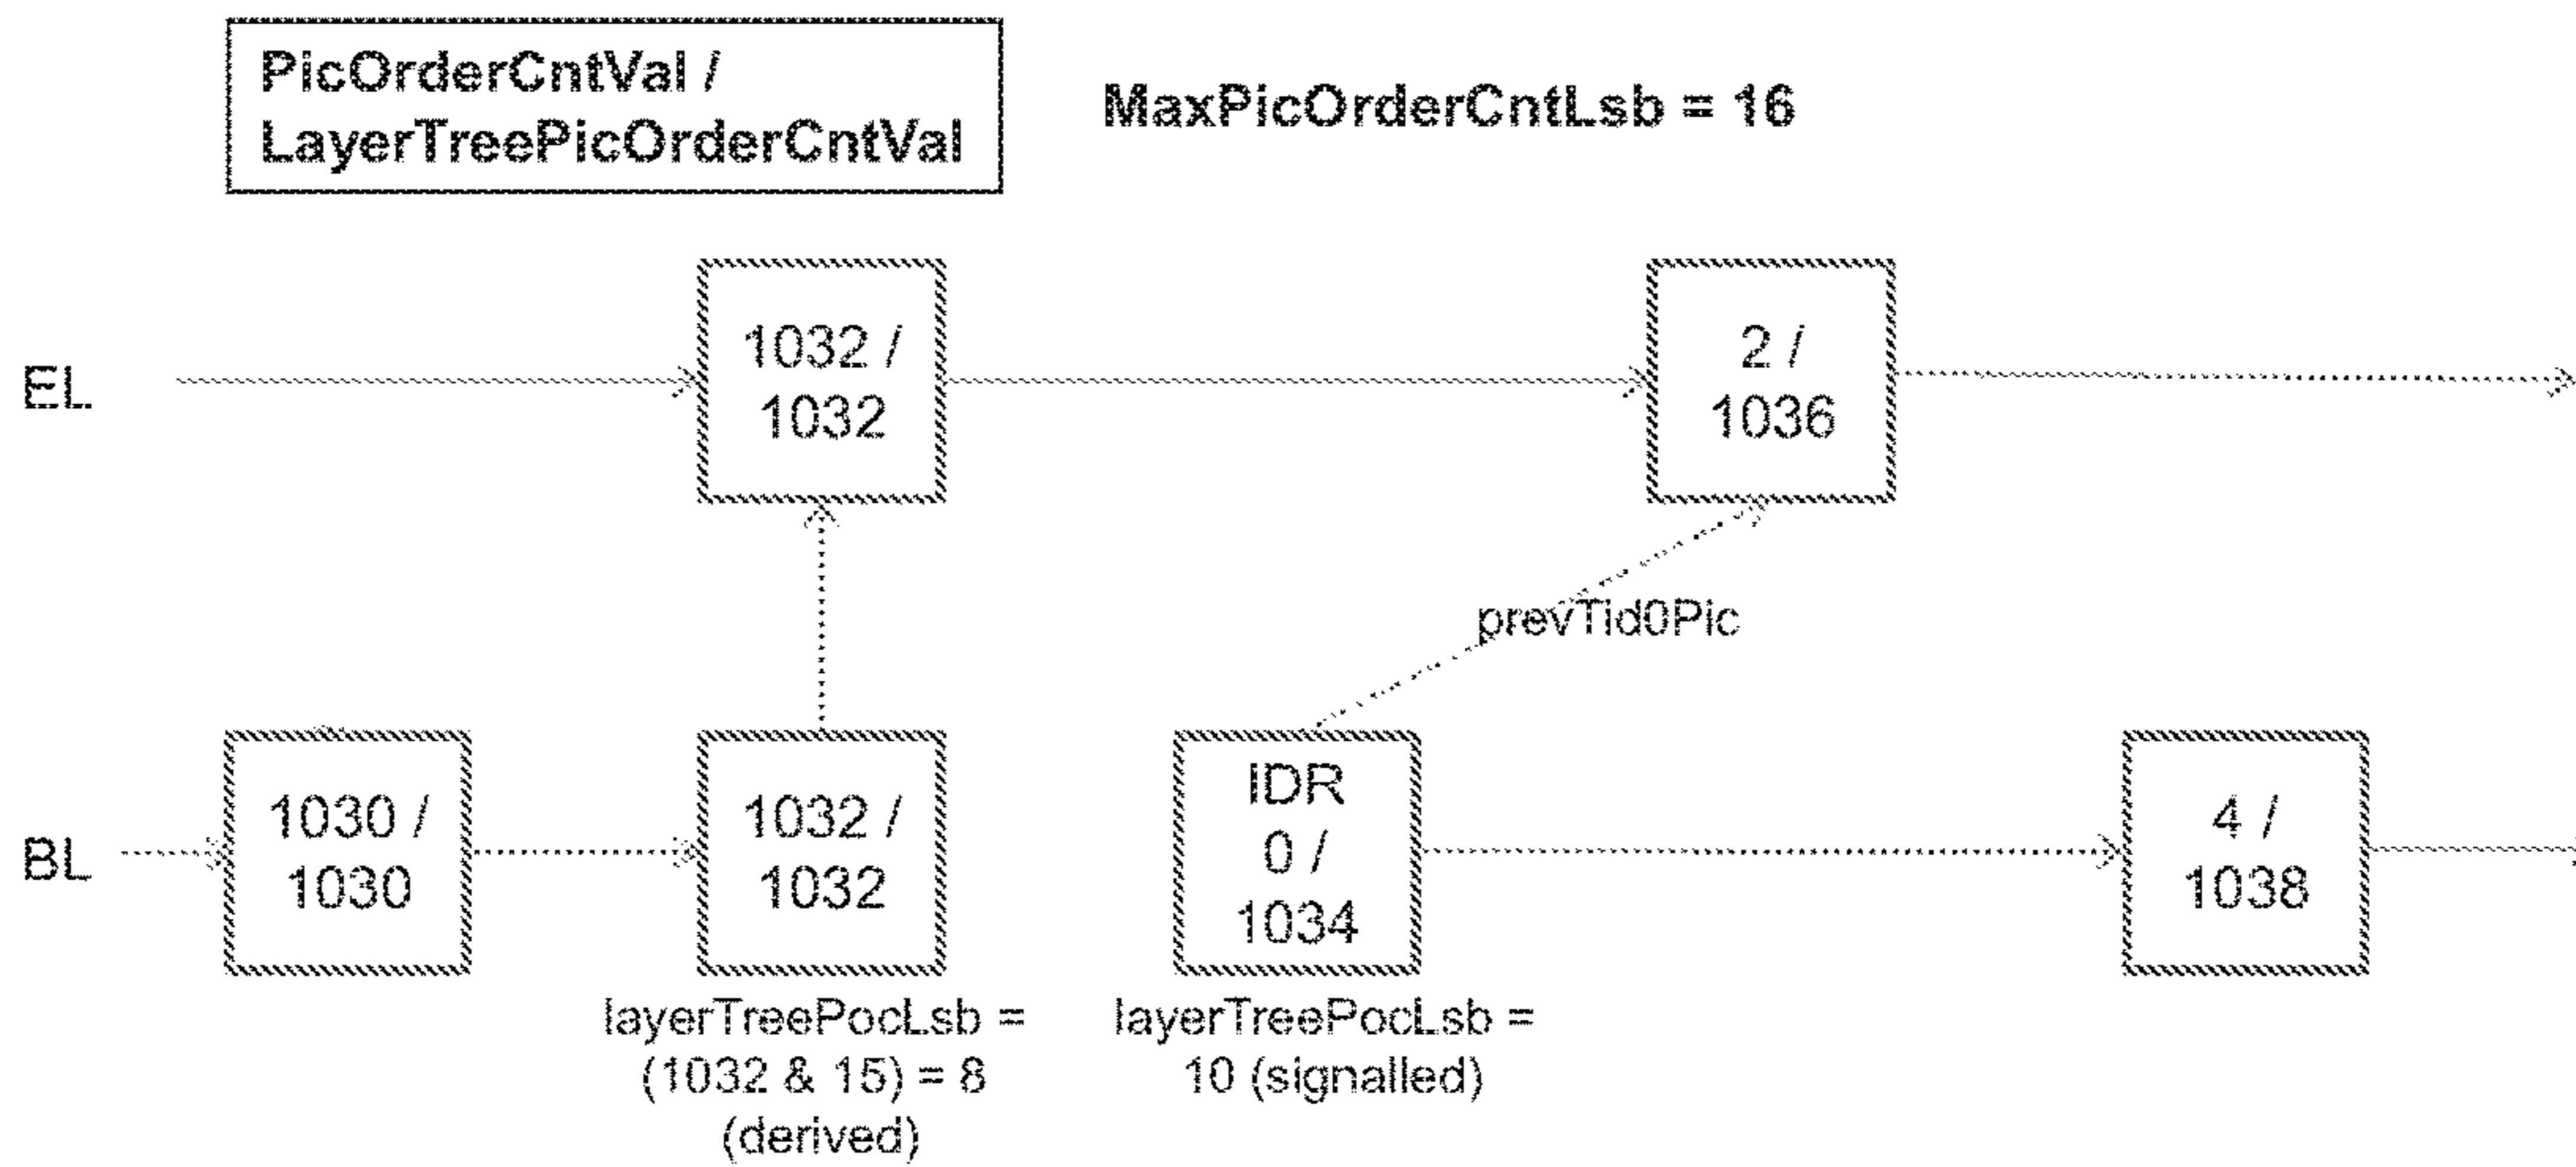 PicOrderCntVal /
LayerTreePicOrderCntVal
MaxPicOrderCntLsb = 16
EL
1032 /
1032
2 /
1036
prevTid0Pic
BL
1030 /
1030
1032 /
1032
IDR
0 /
1034
4 /
1038
layerTreePocLsb =
(1032 & 15) = 8
(derived)
layerTreePocLsb =
10 (signalled)